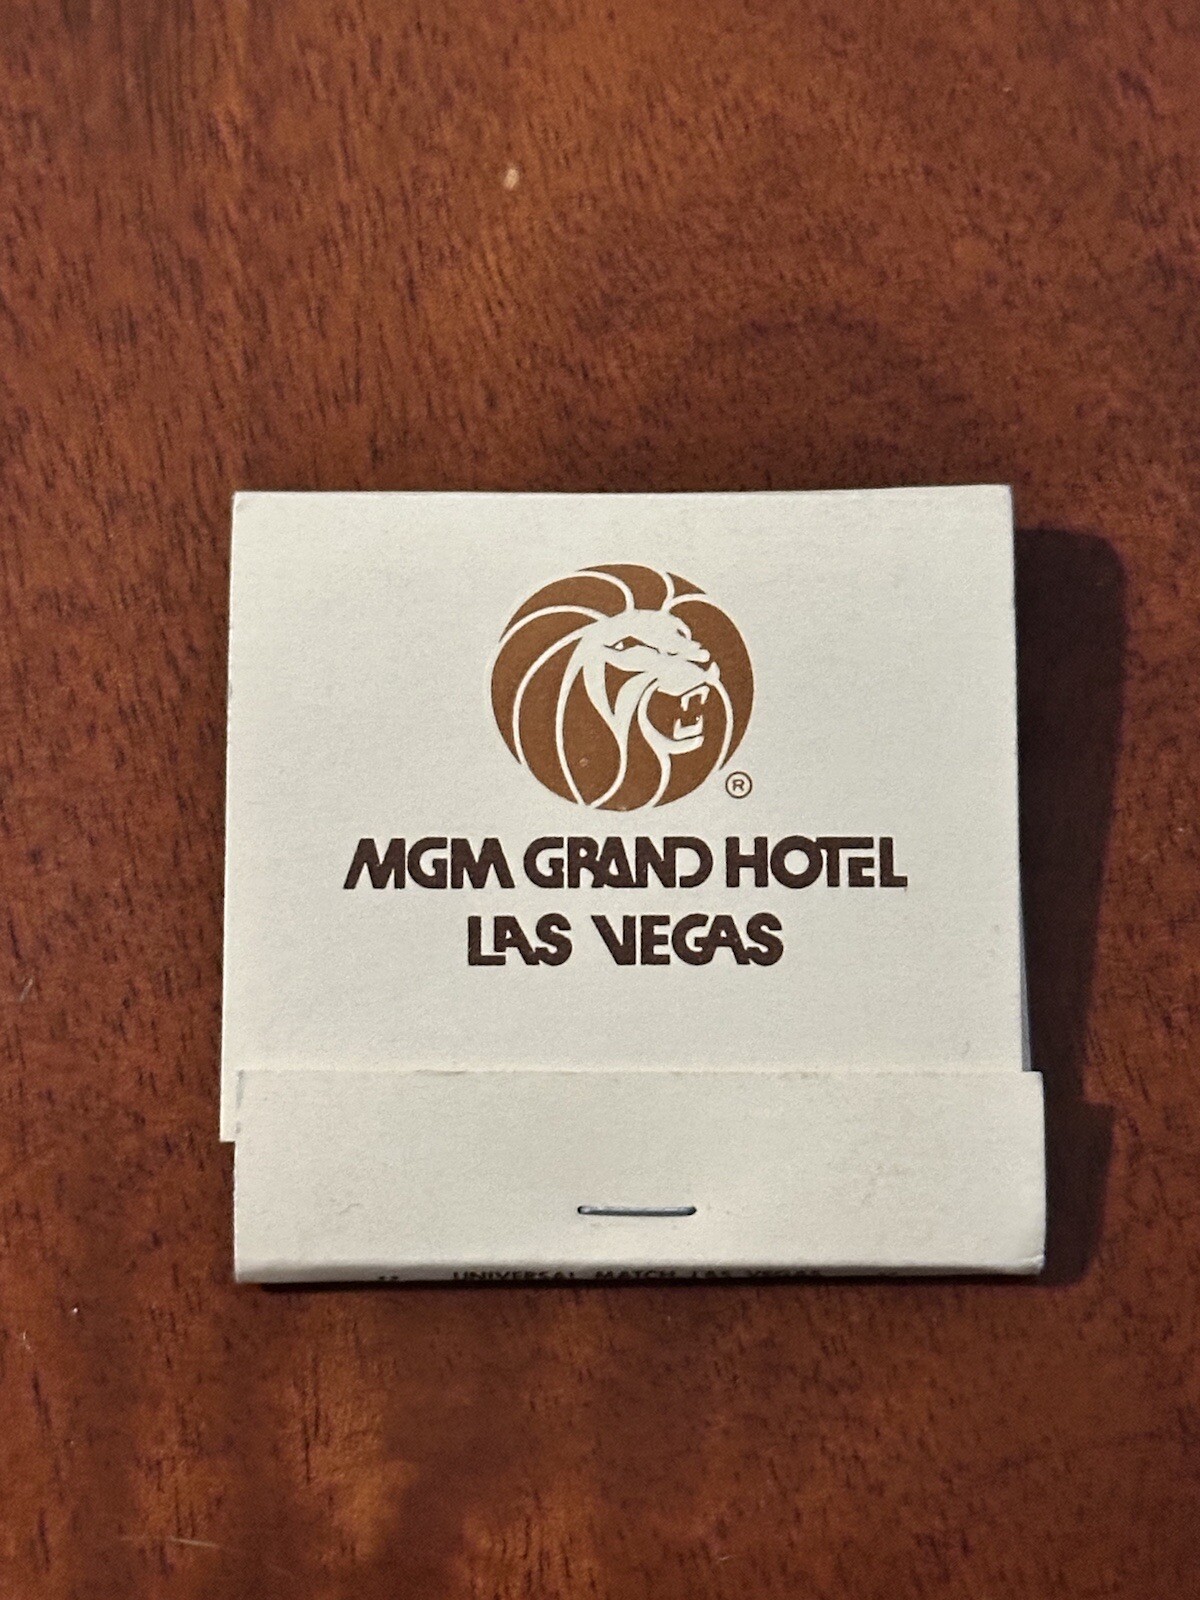 ®
MGM GRAND HOTEL
LAS VEGAS
UNIVERSAL MATCH LAS VEGAS